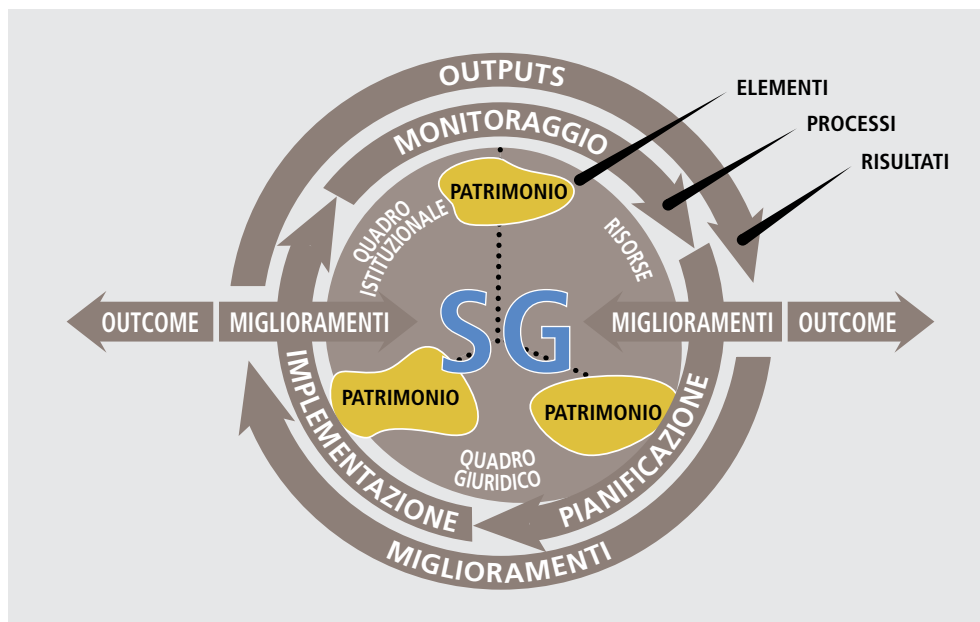 OUTPUTS
MONITORAGGIO
ELEMENTI
PROCESSI
RISULTATI
PATRIMONIO
QUADRO
ISTITUZIONALE
RISORSE
SG
OUTCOME
MIGLIORAMENTI
MIGLIORAMENTI
OUTCOME
PATRIMONIO
PATRIMONIO
IMPLEMENTAZIONE
QUADRO
GIURIDICO
PIANIFICAZIONE
MIGLIORAMENTI